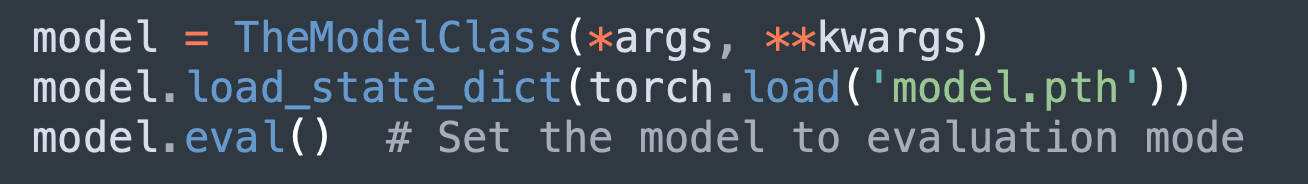 model = TheModelClass(*args, **kwargs)
model.load_state_dict(torch.load('model.pth'))
model.eval()  # Set the model to evaluation mode